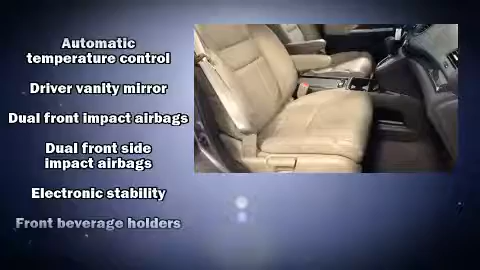 Automatic
temperature control
Driver vanity mirror
Dual front impact airbags
Dual front side
impact airbags
Electronic stability
Front beverage holders